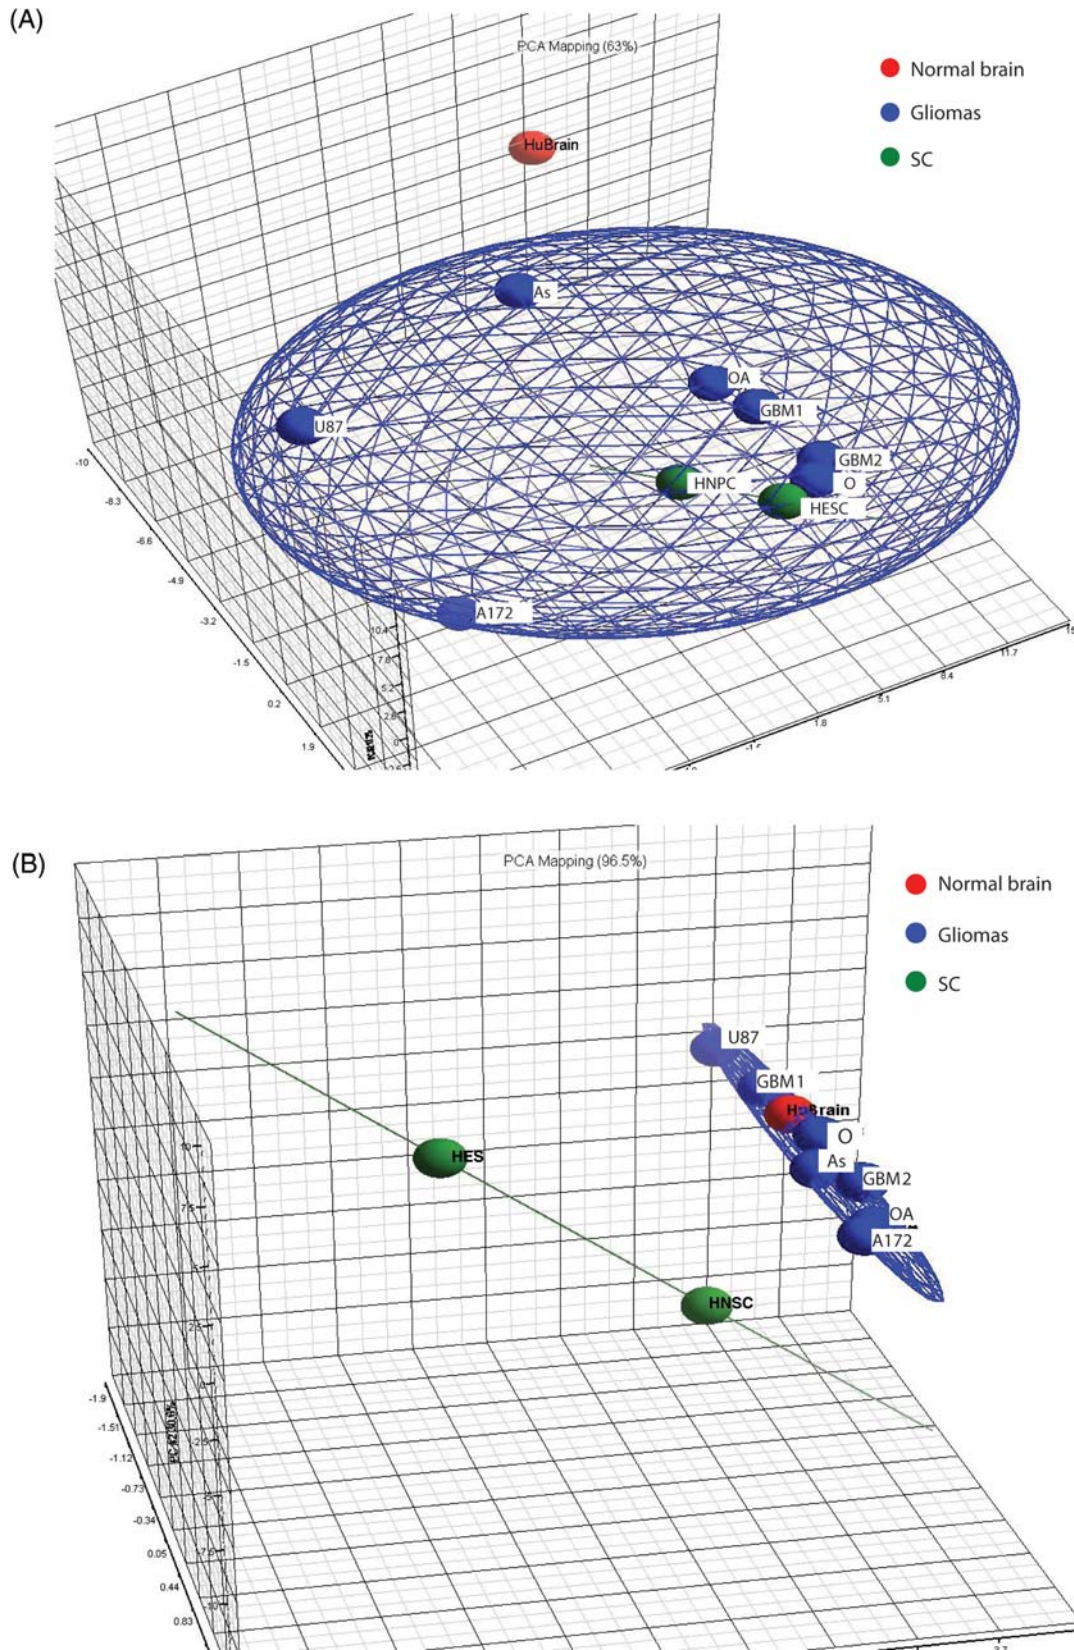 (A)
PCA Mapping (63%)
Normal brain
Gliomas
SC
HuBrain
As
OA
GBM1
U87
GBM2
HNPC
O
HESC
A172
-10
-8.3
-6.6
-4.9
-3.2
-1.5
0.2
1.9
10.4
7.8
5.2
2.6
0
15
11.7
8.4
5.1
1.8
-1.5
(B)
PCA Mapping (96.5%)
Normal brain
Gliomas
SC
U87
GBM1
HuBrain
O
As
GBM2
OA
A172
HES
HNSC
10
7.5
2.5
0
-2.5
-5
-7.5
-10
-1.9
-1.51
-1.12
-0.73
-0.34
0.05
0.44
0.83